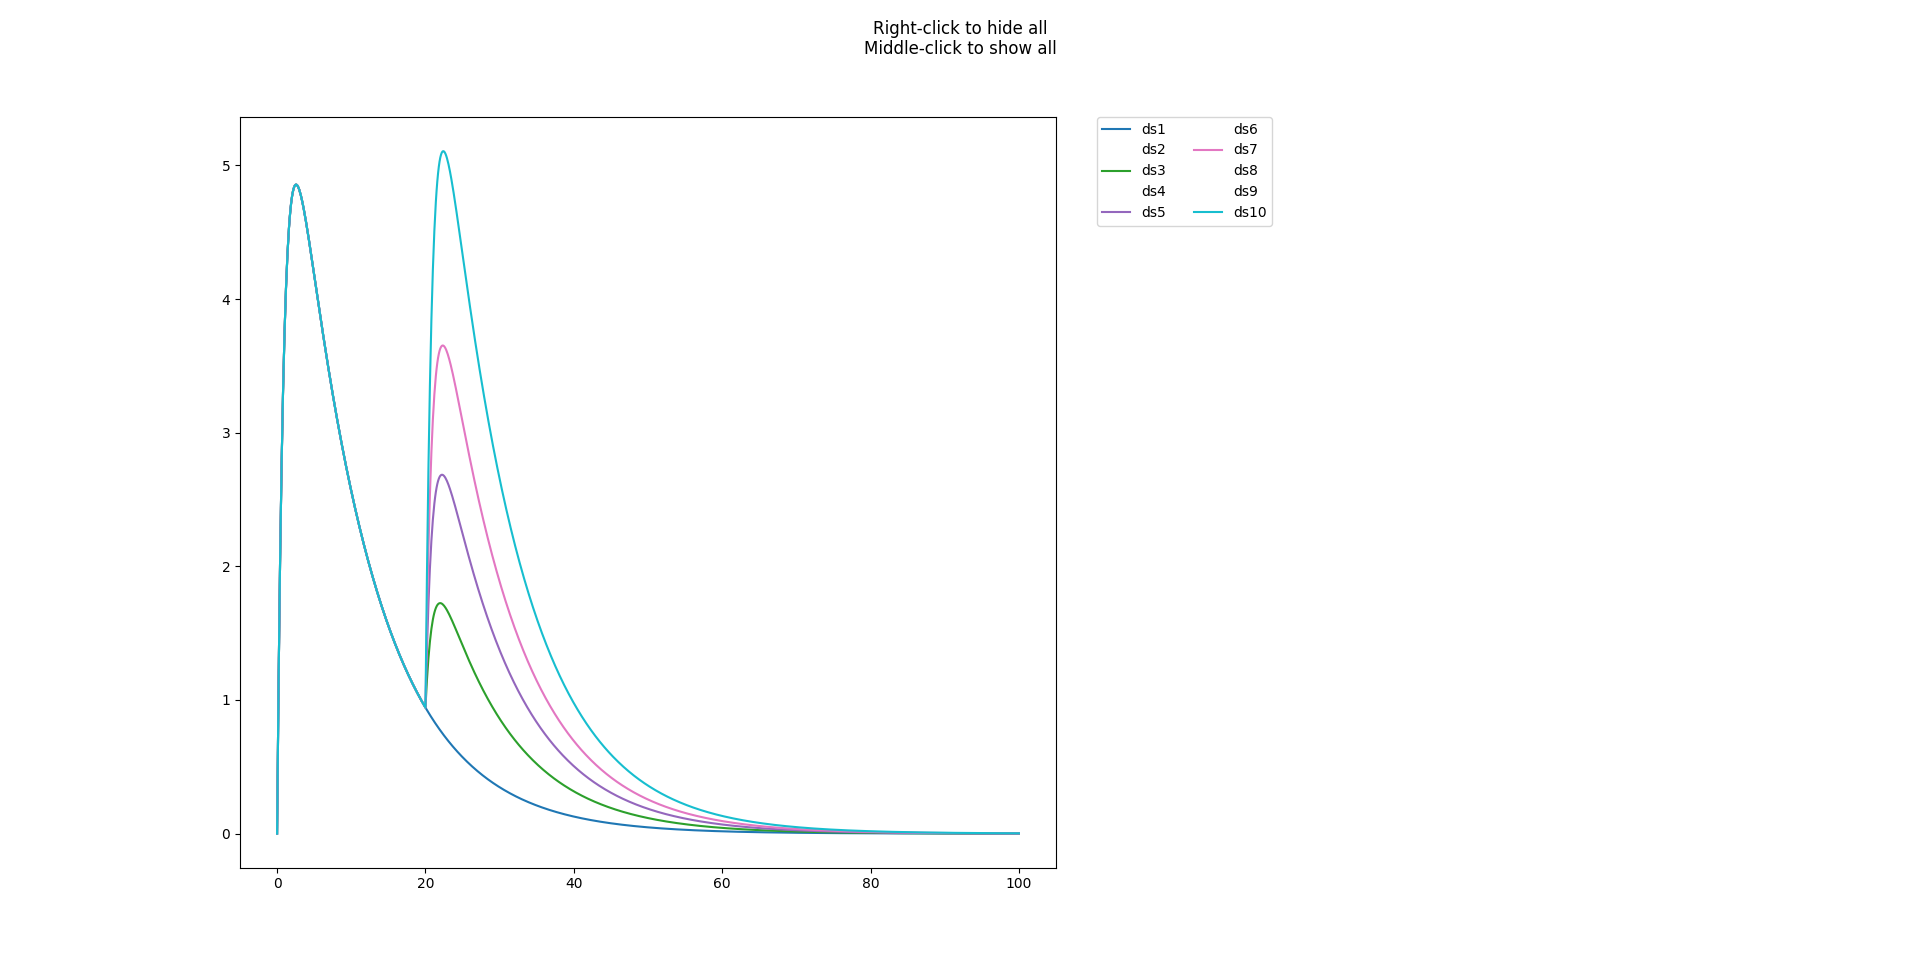 Right-click to hide all
Middle-click to show all
ds1
ds2
ds3
ds4
ds5
ds6
ds7
ds8
ds9
ds10
5
4
3
2
1
0
0
20
40
60
80
100